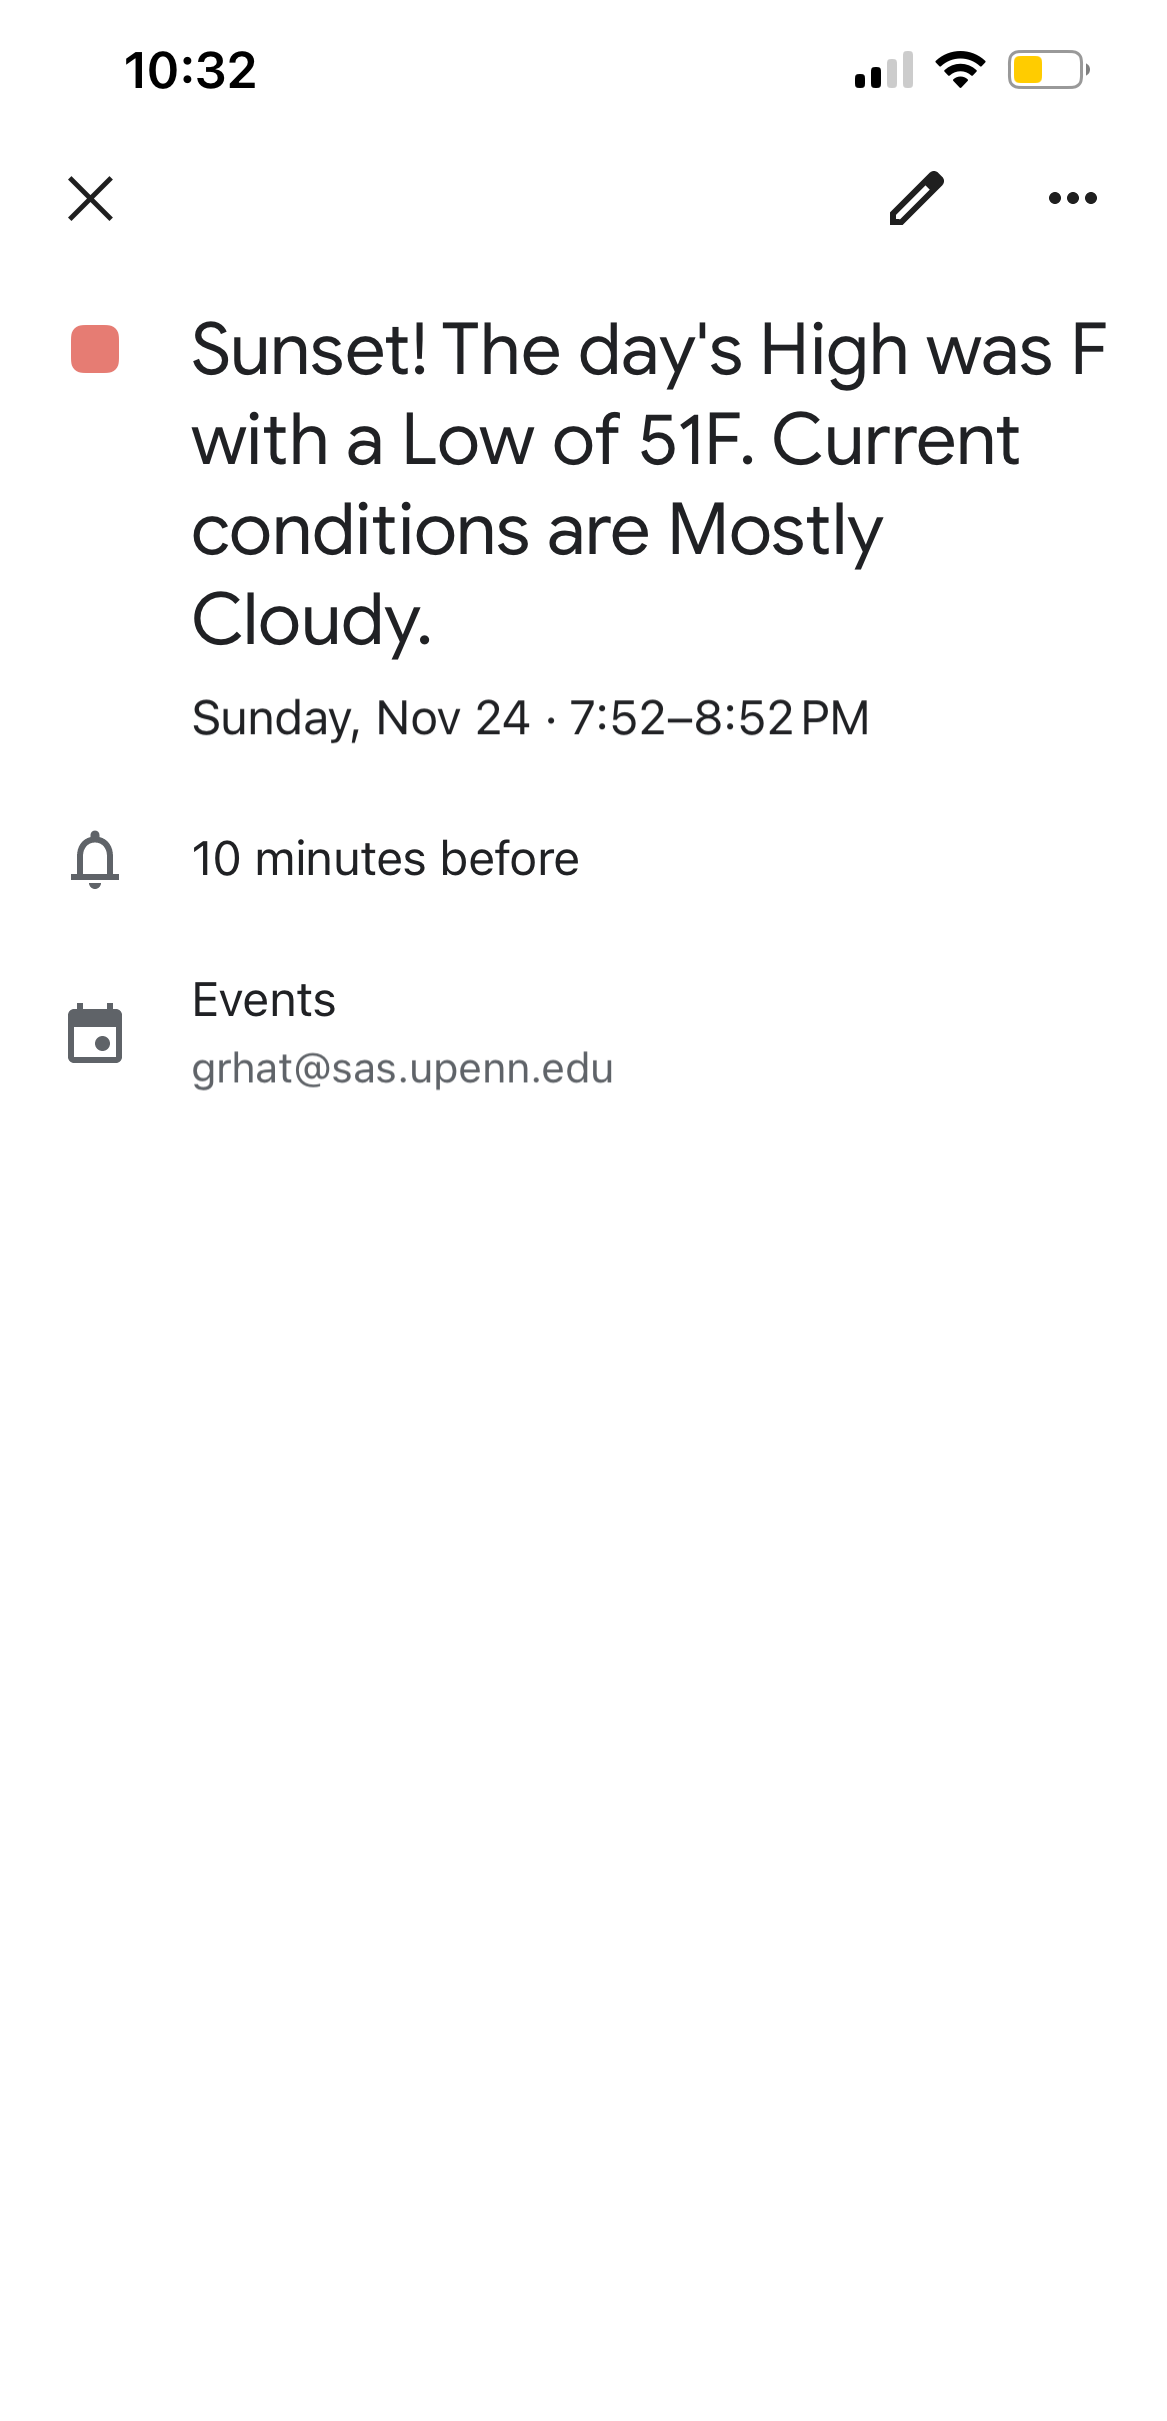 10:32
Sunset! The day's High was F
with a Low of 51F. Current
conditions are Mostly
Cloudy.
Sunday, Nov 24 · 7:52–8:52 PM
10 minutes before
Events
grhat@sas.upenn.edu